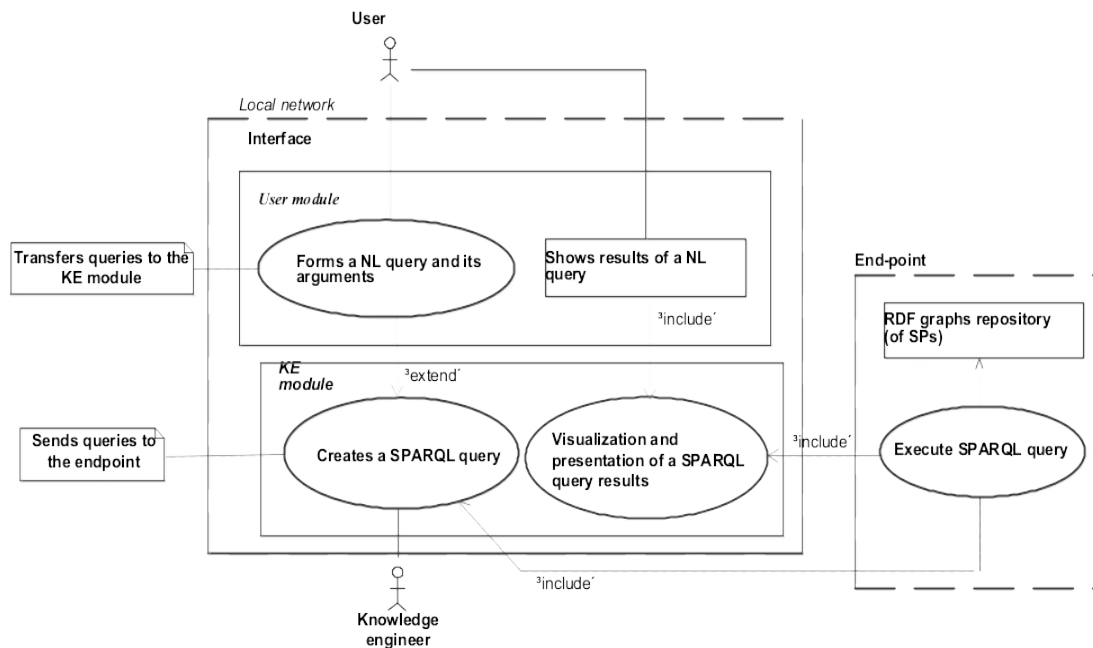 User
Local network
Interface
User module
Transfers queries to the
KE module
Forms a NL query and its
arguments
Shows results of a NL
query
End-point
RDF graphs repository
(of SPs)
³include´
KE
module
³extend´
Sends queries to
the endpoint
Creates a SPARQL query
Visualization and
presentation of a SPARQL
query results
³include´
Execute SPARQL query
³include´
Knowledge
engineer